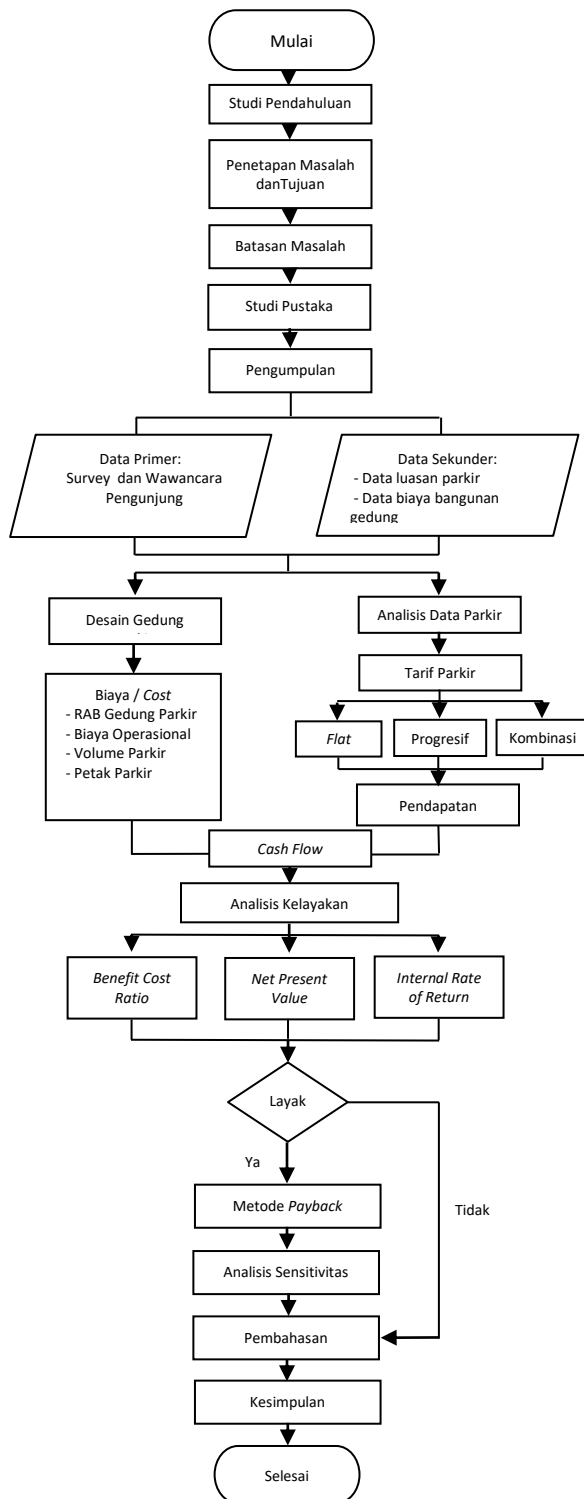 Mulai
Studi Pendahuluan
Penetapan Masalah
danTujuan
Batasan Masalah
Studi Pustaka
Pengumpulan
Data Primer:
Survey dan Wawancara
Pengunjung
Data Sekunder:
- Data luasan parkir
- Data biaya bangunan
gedung
Desain Gedung
Analisis Data Parkir
Tarif Parkir
Biaya / Cost
- RAB Gedung Parkir
- Biaya Operasional
- Volume Parkir
- Petak Parkir
Flat
Progresif
Kombinasi
Pendapatan
Cash Flow
Analisis Kelayakan
Benefit Cost
Ratio
Net Present
Value
Internal Rate
of Return
Layak
Ya
Tidak
Metode Payback
Analisis Sensitivitas
Pembahasan
Kesimpulan
Selesai